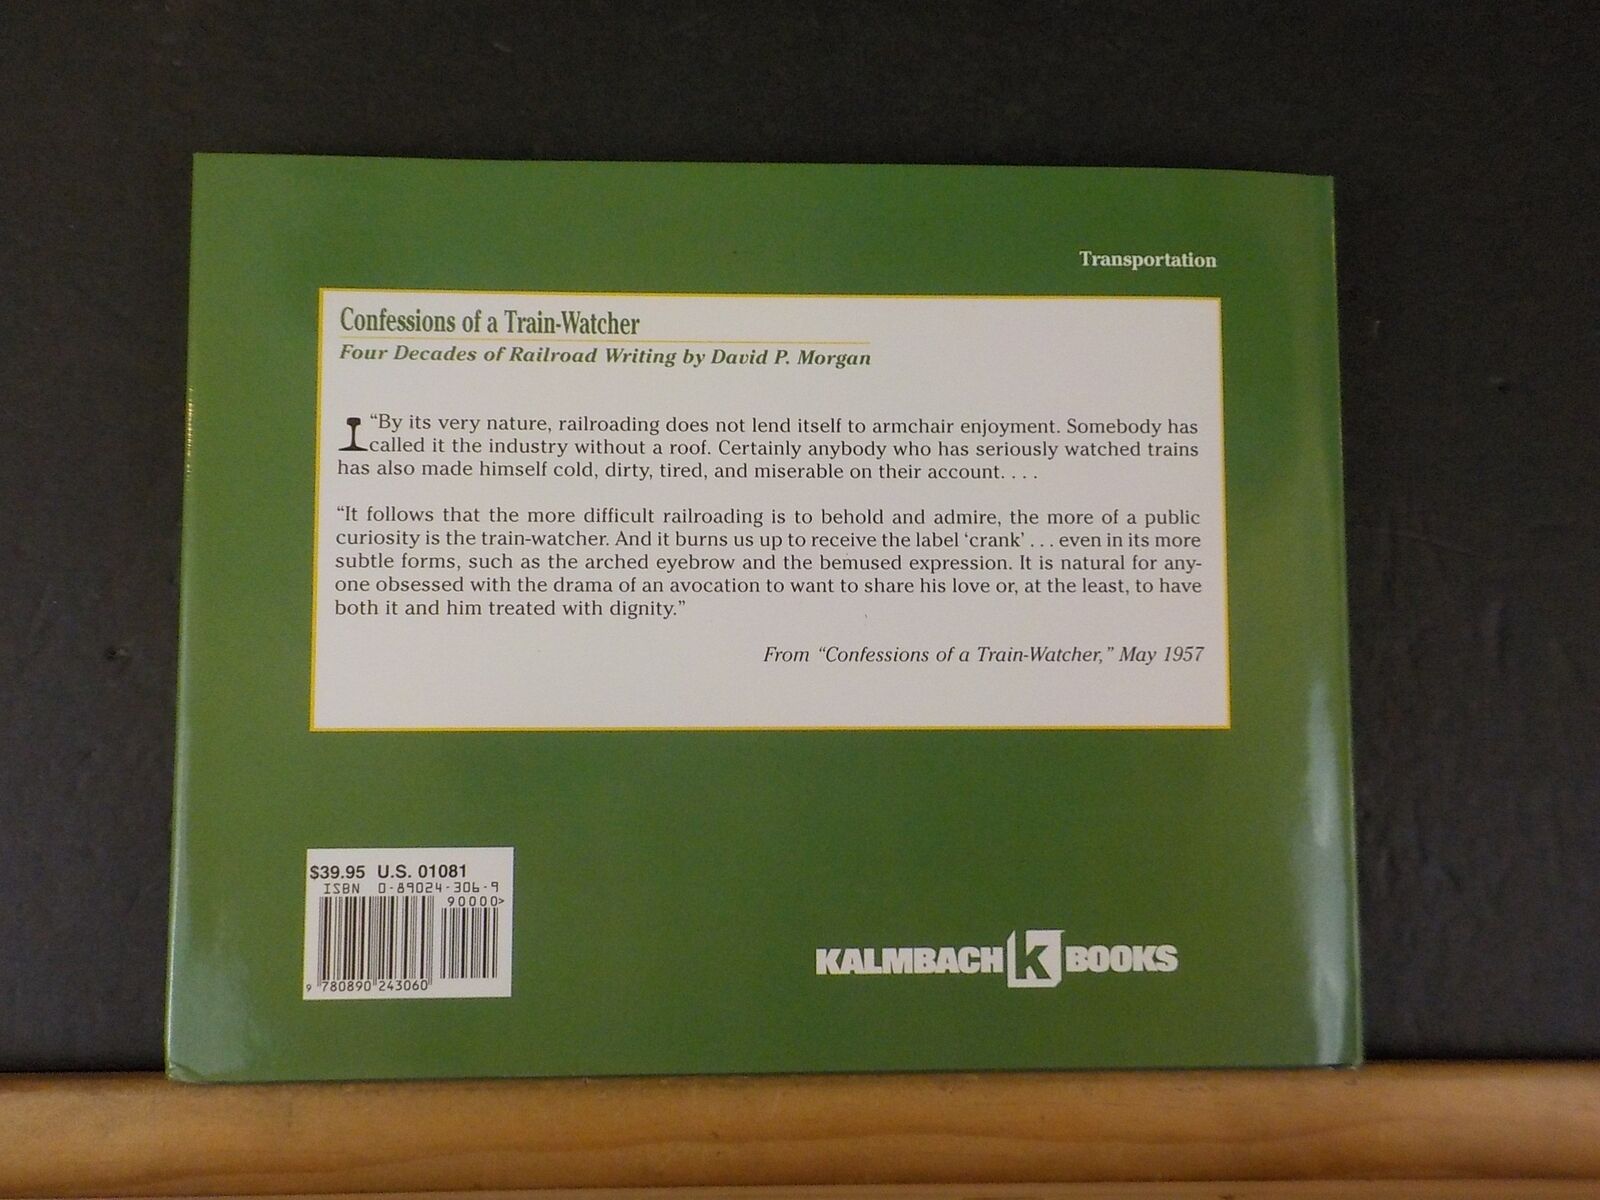 Transportation
Confessions of a Train-Watcher
Four Decades of Railroad Writing by David P. Morgan
“By its very nature, railroading does not lend itself to armchair enjoyment. Somebody has
called it the industry without a roof. Certainly anybody who has seriously watched trains
has also made himself cold, dirty, tired, and miserable on their account. . . .
“It follows that the more difficult railroading is to behold and admire, the more of a public
curiosity is the train-watcher. And it burns us up to receive the label ‘crank’ . . . even in its more
subtle forms, such as the arched eyebrow and the bemused expression. It is natural for any-
one obsessed with the drama of an avocation to want to share his love or, at the least, to have
both it and him treated with dignity.”
From “Confessions of a Train-Watcher,” May 1957
$39.95 U.S. 01081
ISBN 0-89024-306-9
90000>
9 780890 243060
KALMBACH K BOOKS